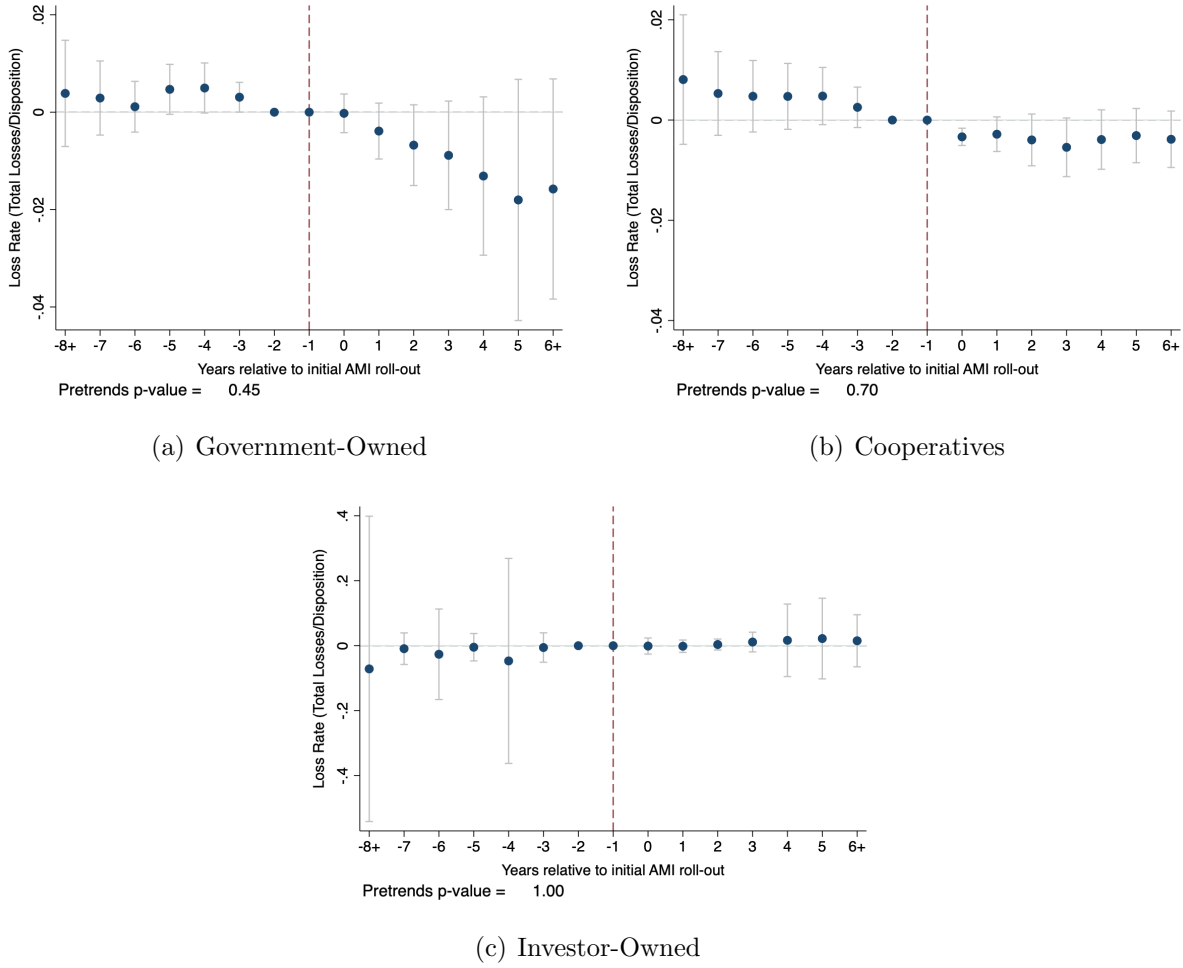 Loss Rate (Total Losses/Disposition)
.02
0
-.02
-.04
-8+ -7 -6 -5 -4 -3 -2 -1 0 1 2 3 4 5 6+
Years relative to initial AMI roll-out
Pretrends p-value = 0.45
(a) Government-Owned
Loss Rate (Total Losses/Disposition)
.02
0
-.02
-.04
-8+ -7 -6 -5 -4 -3 -2 -1 0 1 2 3 4 5 6+
Years relative to initial AMI roll-out
Pretrends p-value = 0.70
(b) Cooperatives
Loss Rate (Total Losses/Disposition)
.4
.2
0
-.2
-.4
-8+ -7 -6 -5 -4 -3 -2 -1 0 1 2 3 4 5 6+
Years relative to initial AMI roll-out
Pretrends p-value = 1.00
(c) Investor-Owned